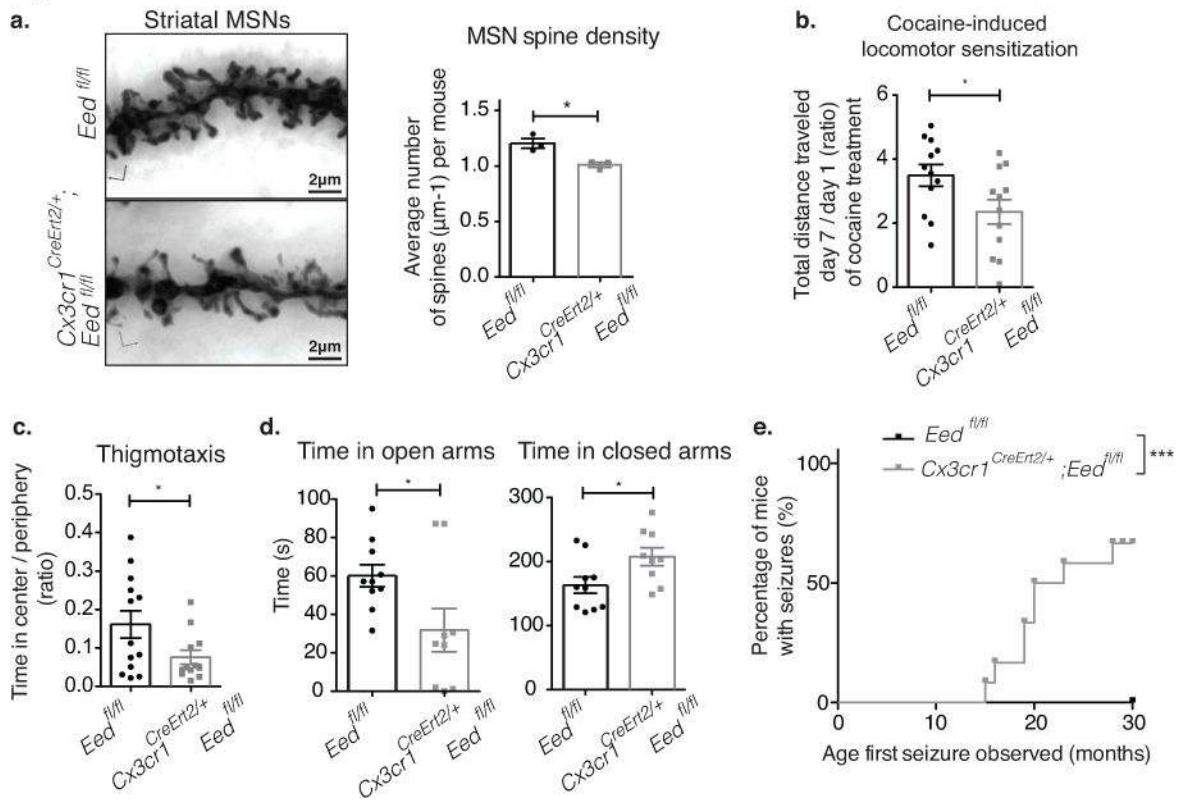 a.
Striatal MSNs
Eed fl/fl
2μm
Cx3cr1 CreErt2/+;
Eed fl/fl
2μm
MSN spine density
Average number
of spines (μm-1) per mouse
1.5
1.0
0.5
0.0
*
Eed fl/fl
Cx3cr1 CreErt2/+
Eed fl/fl
b.
Cocaine-induced
locomotor sensitization
Total distance traveled
day 7 / day 1 (ratio)
of cocaine treatment
6
4
2
0
*
Eed fl/fl
Cx3cr1 CreErt2/+
Eed fl/fl
c.
Thigmotaxis
Time in center / periphery
(ratio)
0.5
0.4
0.3
0.2
0.1
0.0
*
Eed fl/fl
Cx3cr1 CreErt2/+
Eed fl/fl
d.
Time in open arms
Time (s)
100
80
60
40
20
0
*
Eed fl/fl
Cx3cr1 CreErt2/+
Eed fl/fl
Time in closed arms
300
200
100
0
*
Eed fl/fl
Cx3cr1 CreErt2/+
Eed fl/fl
e.
Eed fl/fl
Cx3cr1 CreErt2/+ ;Eed fl/fl
***
Percentage of mice
with seizures (%)
100
50
0
0 10 20 30
Age first seizure observed (months)